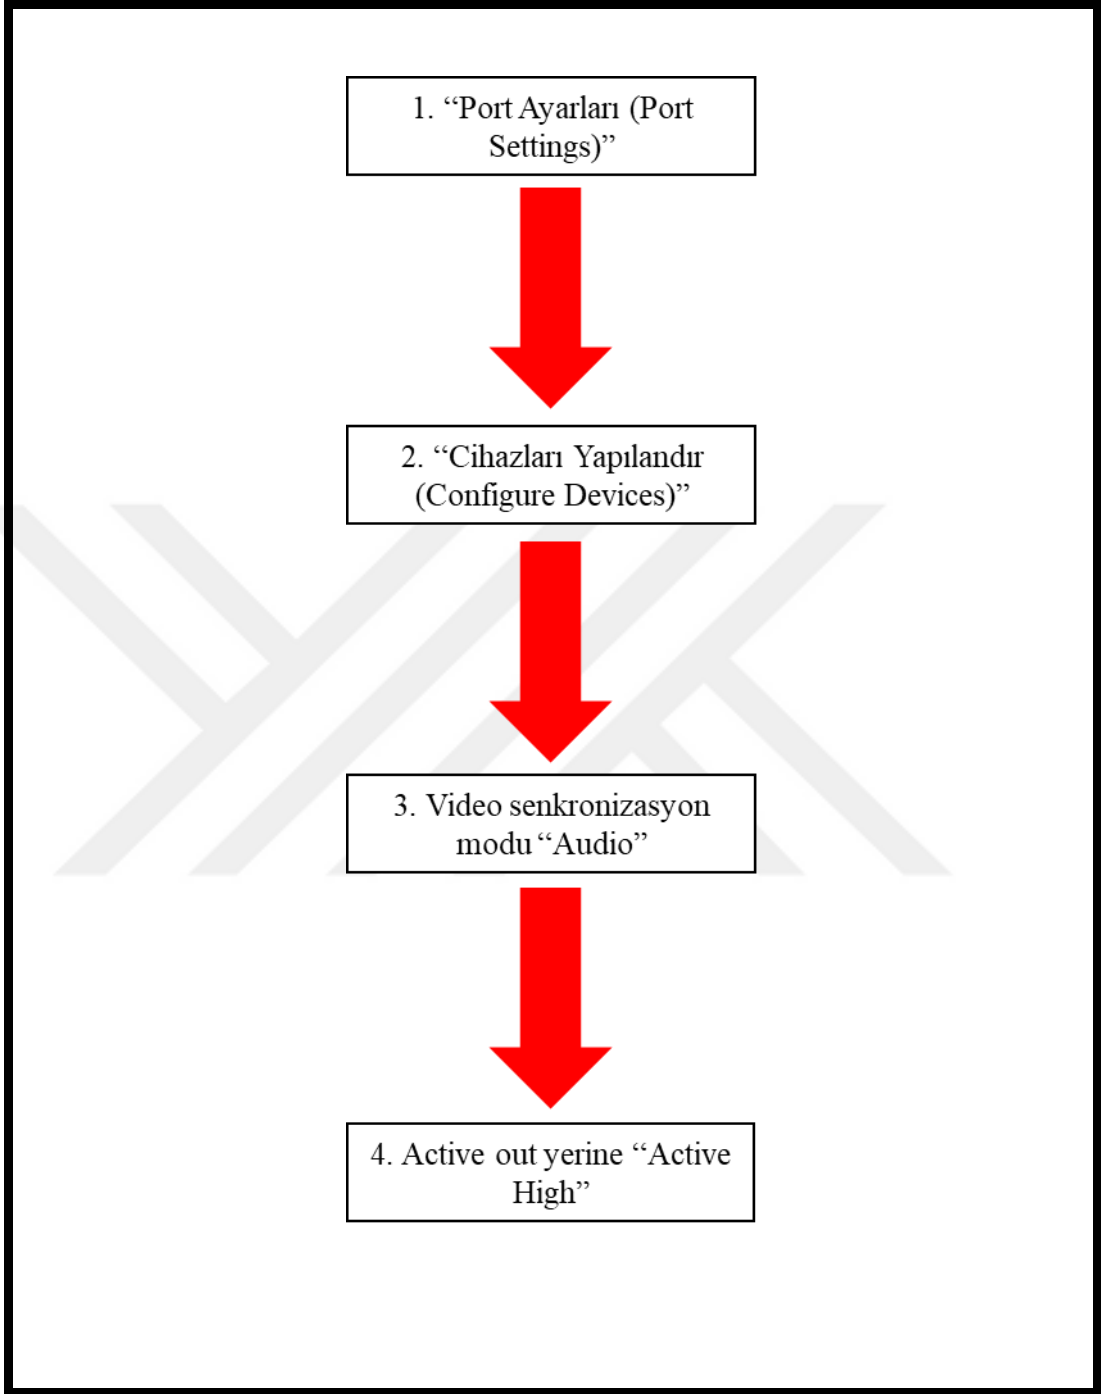 1. “Port Ayarları (Port
Settings)”
2. “Cihazları Yapılandır
(Configure Devices)”
3. Video senkronizasyon
modu “Audio”
4. Active out yerine “Active
High”